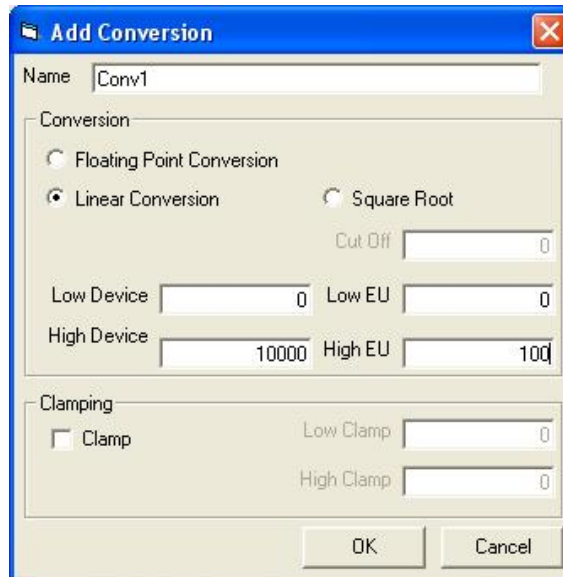 Add Conversion
Name Conv1
Conversion
Floating Point Conversion
Linear Conversion Square Root
Cut Off 0
Low Device 0 Low EU 0
High Device 10000 High EU 100
Clamping
Clamp Low Clamp 0
High Clamp 0
OK Cancel